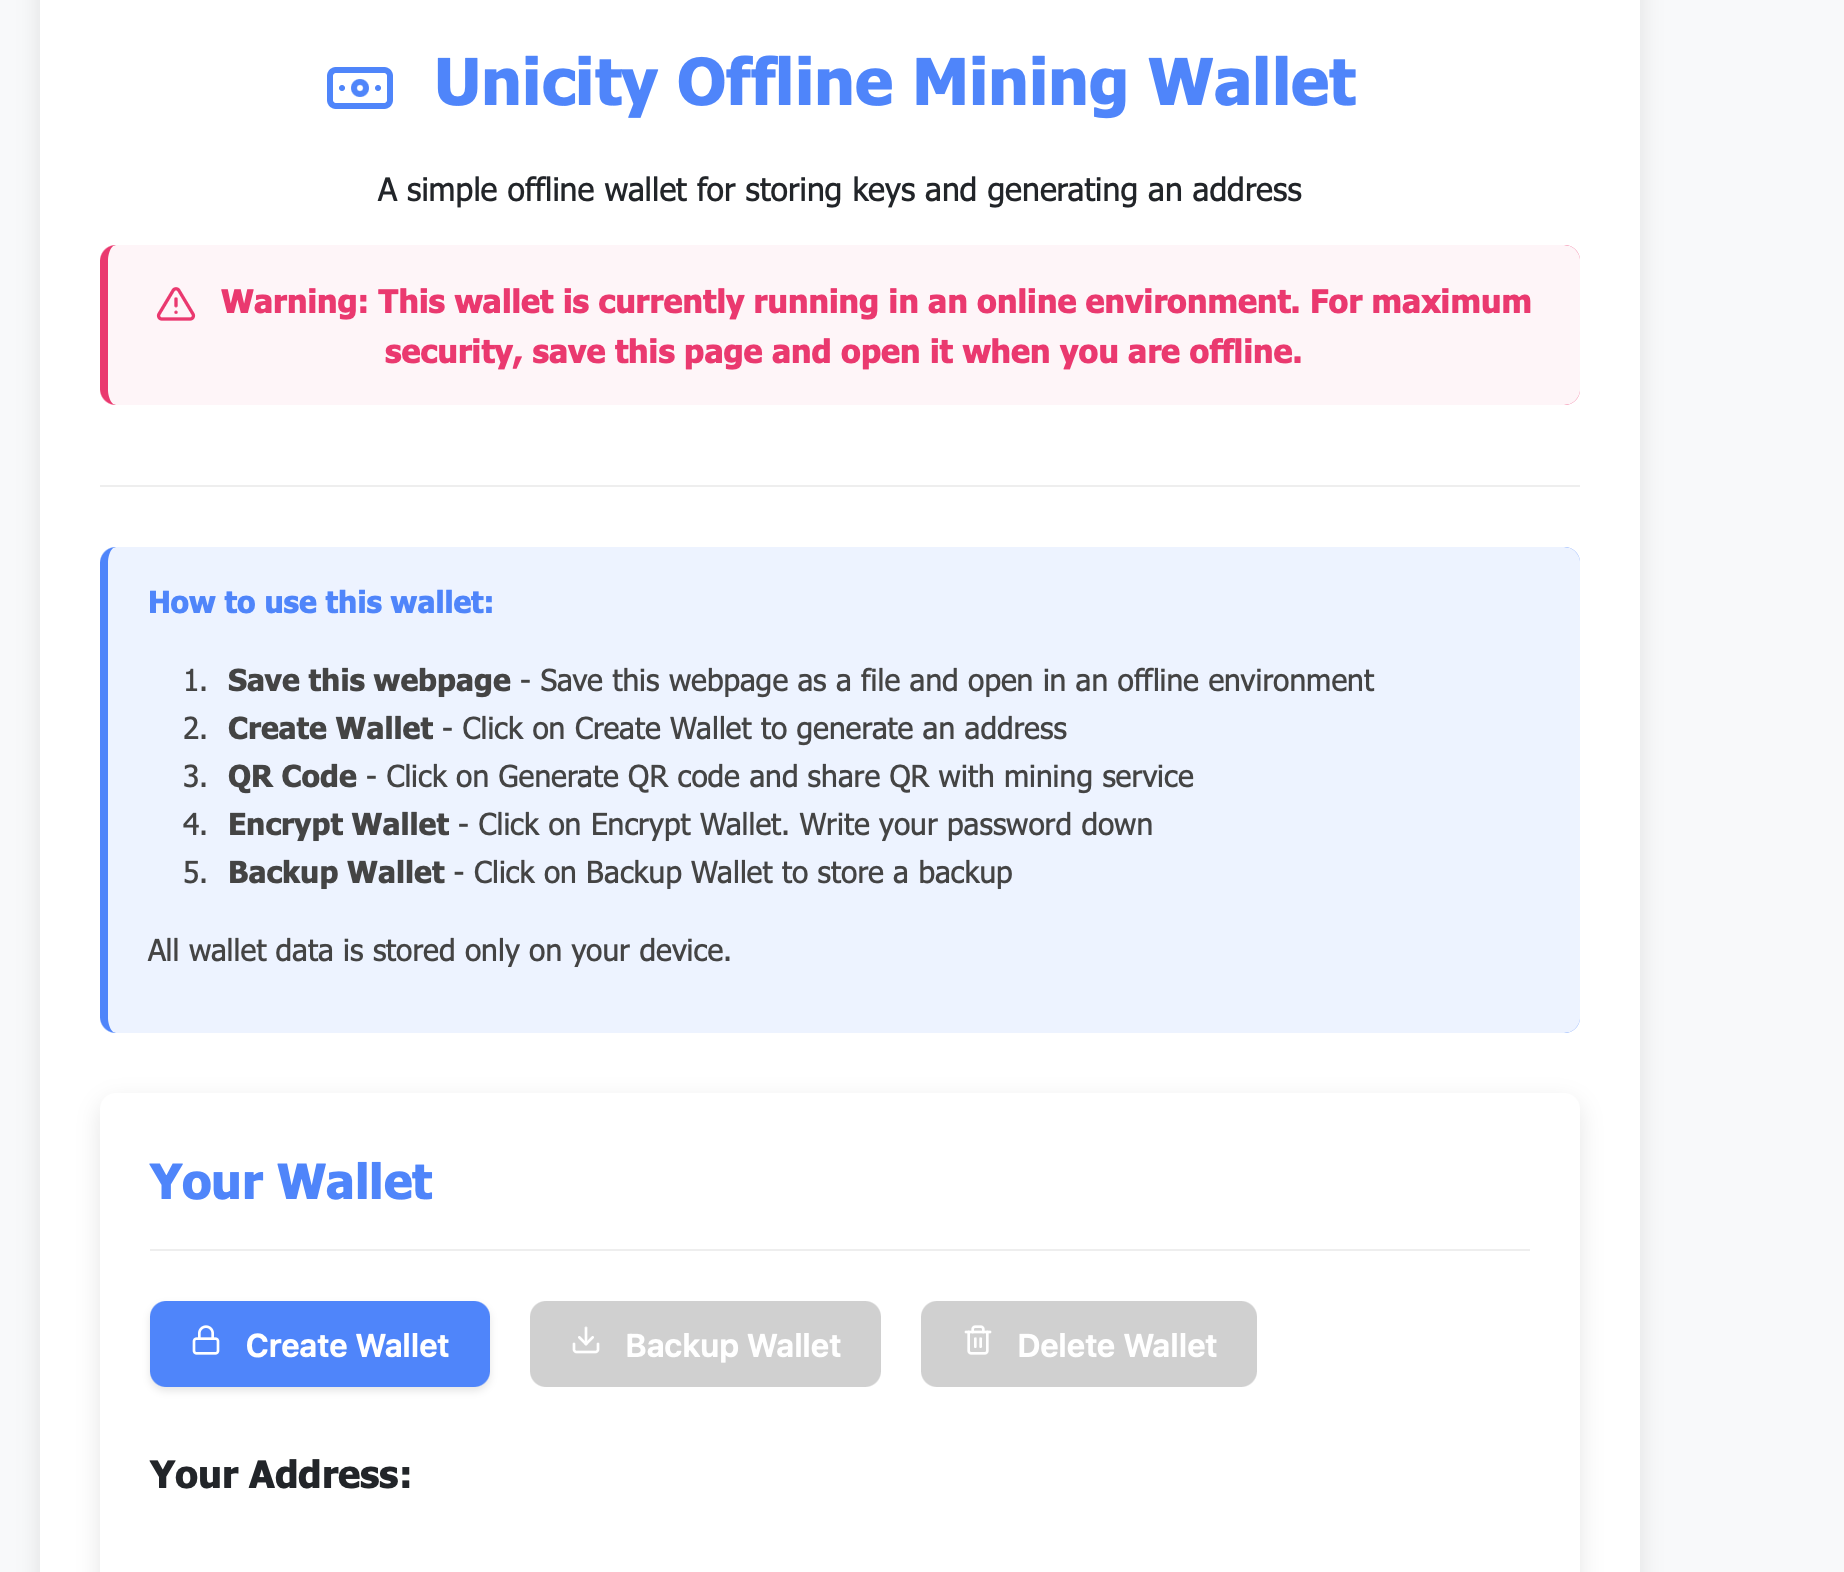 Unicity Offline Mining Wallet
A simple offline wallet for storing keys and generating an address
Warning: This wallet is currently running in an online environment. For maximum
security, save this page and open it when you are offline.
How to use this wallet:
1. Save this webpage - Save this webpage as a file and open in an offline environment
2. Create Wallet - Click on Create Wallet to generate an address
3. QR Code - Click on Generate QR code and share QR with mining service
4. Encrypt Wallet - Click on Encrypt Wallet. Write your password down
5. Backup Wallet - Click on Backup Wallet to store a backup
All wallet data is stored only on your device.
Your Wallet
Create Wallet Backup Wallet Delete Wallet
Your Address: